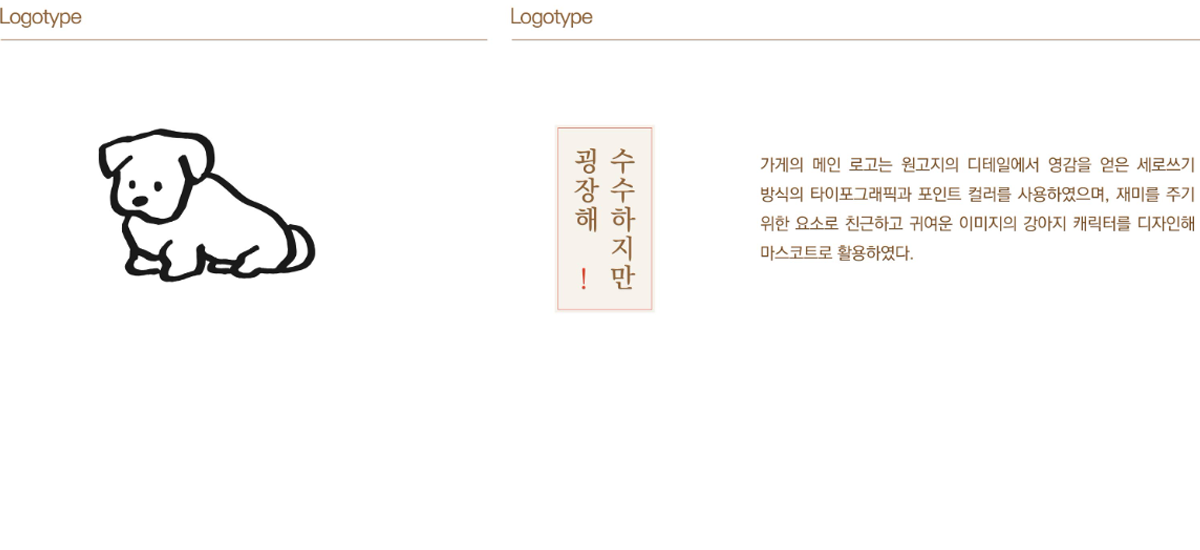 Logotype
Logotype
수수하지만
굉장해 !
가게의 메인 로고는 원고지의 디테일에서 영감을 얻은 세로쓰기
방식의 타이포그래픽과 포인트 컬러를 사용하였으며, 재미를 주기
위한 요소로 친근하고 귀여운 이미지의 강아지 캐릭터를 디자인해
마스코트로 활용하였다.